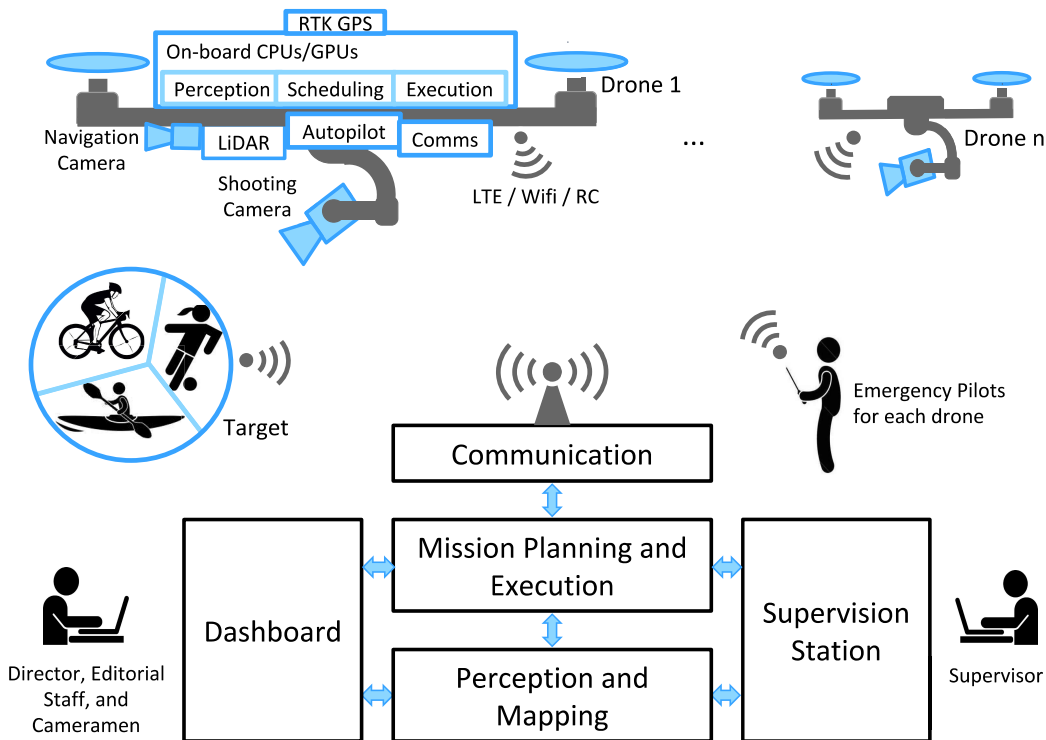 RTK GPS
On-board CPUs/GPUs
Perception
Scheduling
Execution
Drone 1
Navigation
Camera
LiDAR
Autopilot
Comms
...
Drone n
Shooting
Camera
LTE / Wifi / RC
Target
Emergency Pilots
for each drone
Communication
Mission Planning and
Execution
Dashboard
Supervision
Station
Perception and
Mapping
Director, Editorial
Staff, and
Cameramen
Supervisor